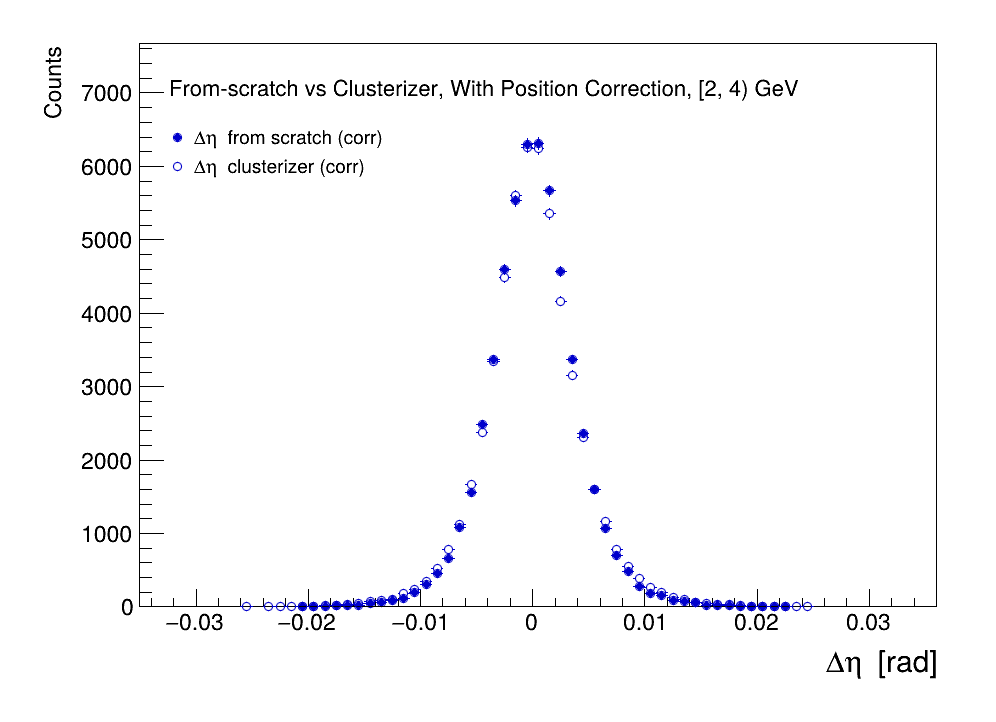 Counts
From-scratch vs Clusterizer, With Position Correction, [2, 4) GeV
Δη from scratch (corr)
Δη clusterizer (corr)
7000
6000
5000
4000
3000
2000
1000
0
−0.03 −0.02 −0.01 0 0.01 0.02 0.03
Δη [rad]